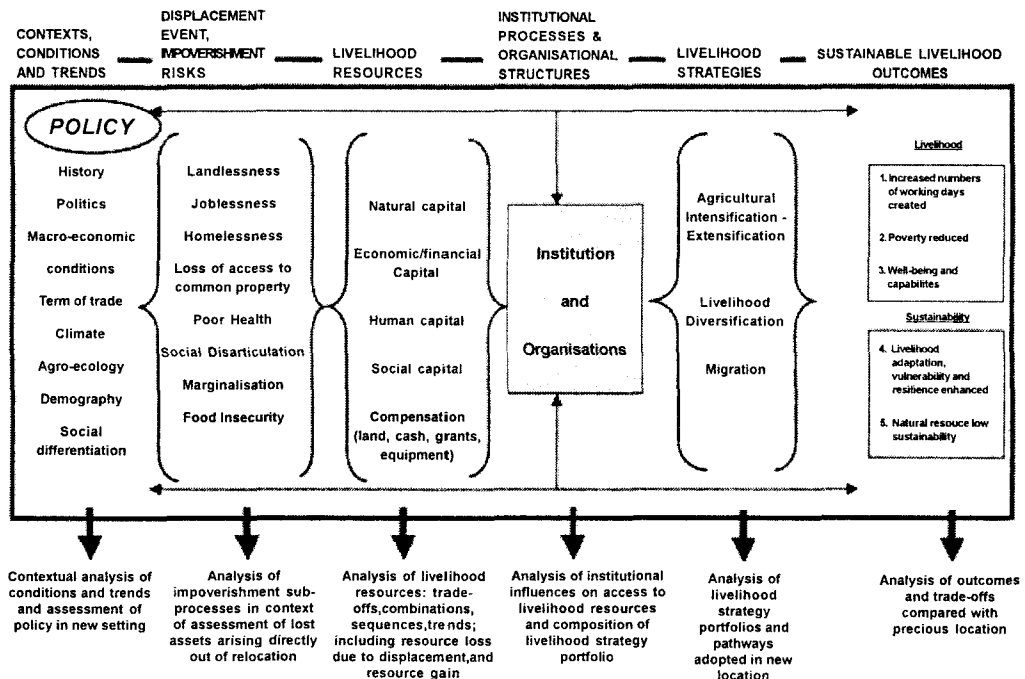 CONTEXTS,
CONDITIONS
AND TRENDS
DISPLACEMENT
EVENT,
IMPOVERISHMENT
RISKS
LIVELIHOOD
RESOURCES
INSTITUTIONAL
PROCESSES &
ORGANISATIONAL
STRUCTURES
LIVELIHOOD
STRATEGIES
SUSTAINABLE LIVELIHOOD
OUTCOMES
POLICY
History
Politics
Macro-economic
conditions
Term of trade
Climate
Agro-ecology
Demography
Social
differentiation
Landlessness
Joblessness
Homelessness
Loss of access to
common property
Poor Health
Social Disarticulation
Marginalisation
Food Insecurity
Natural capital
Economic/financial
Capital
Human capital
Social capital
Compensation
(land, cash, grants,
equipment)
Institution
and
Organisations
Agricultural
Intensification -
Extensification
Livelihood
Diversification
Migration
Livelihood
1. Increased numbers
of working days
created
2. Poverty reduced
3. Well-being and
capabilites
Sustainability
4. Livelihood
adaptation,
vulnerability and
resilience enhanced
5. Natural resouce low
sustainability
Contextual analysis of
conditions and trends
and assessment of
policy in new setting
Analysis of
impoverishment sub-
processes in context
of assessment of lost
assets arising directly
out of relocation
Analysis of livelihood
resources: trade-
offs,combinations,
sequences,trends;
including resource loss
due to displacement,and
resource gain
Analysis of institutional
influences on access to
livelihood resources
and composition of
livelihood strategy
portfolio
Analysis of
livelihood
strategy
portfolios and
pathways
adopted in new
location
Analysis of outcomes
and trade-offs
compared with
precious location